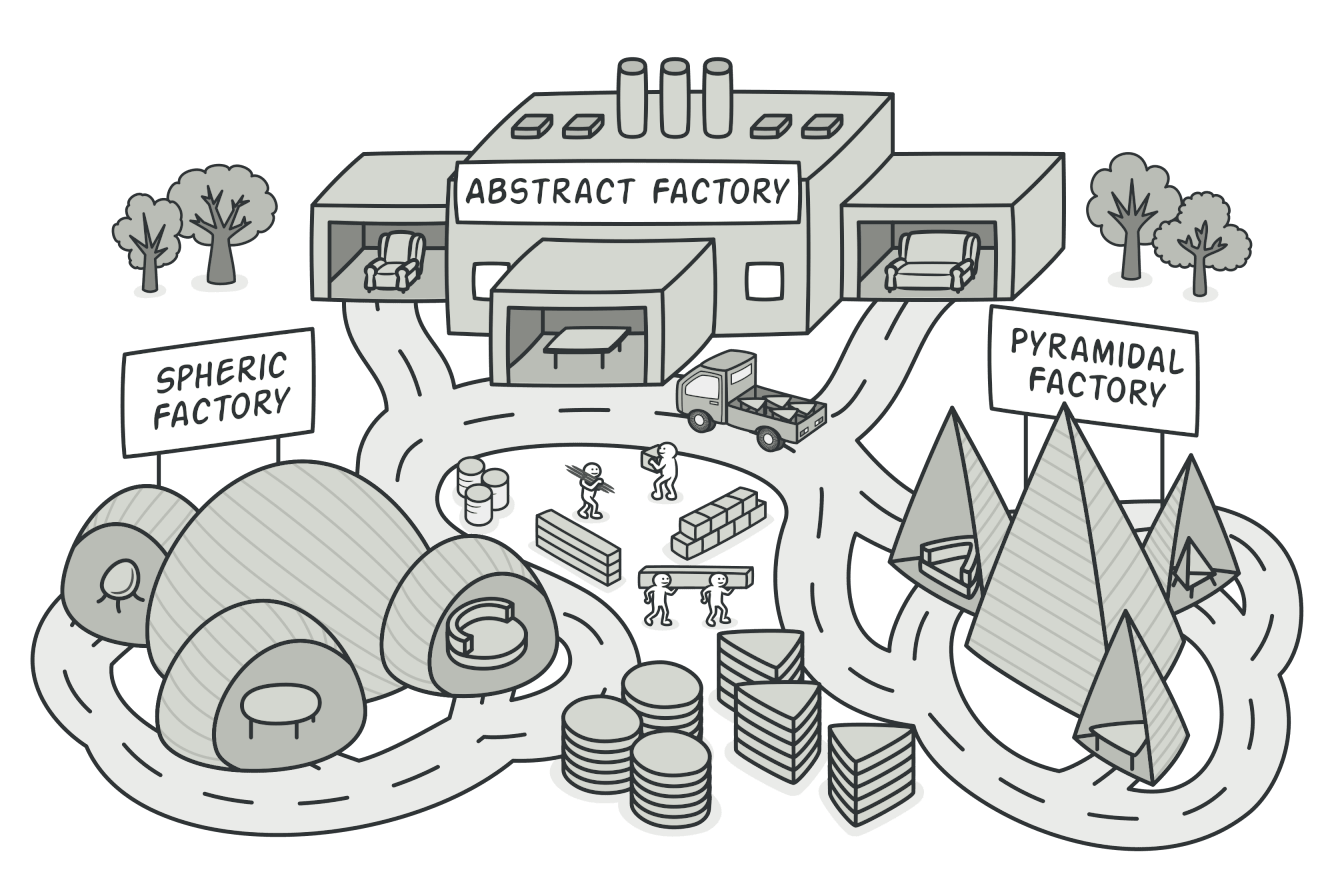 ABSTRACT FACTORY
SPHERIC
FACTORY
PYRAMIDAL
FACTORY